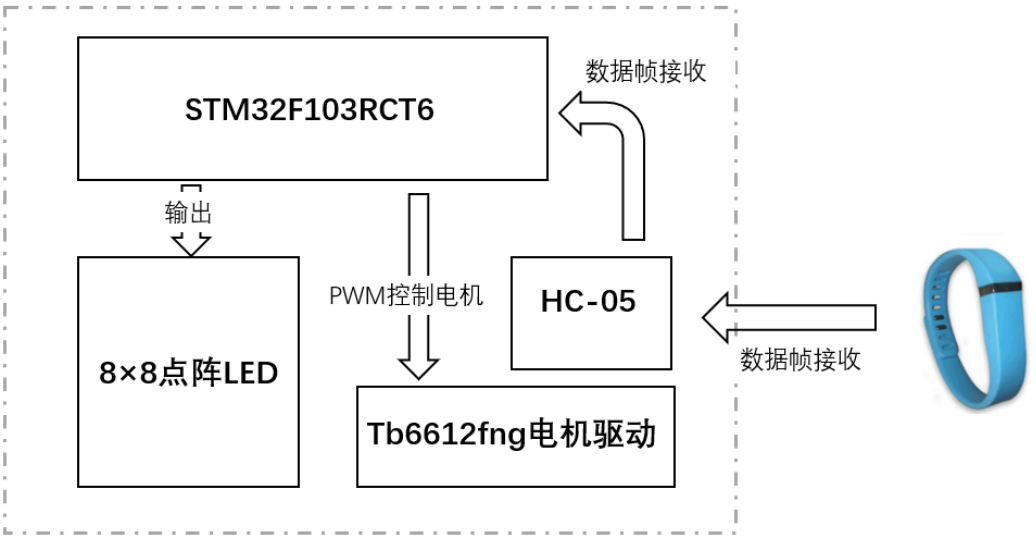 数据帧接收
STM32F103RCT6
输出
PWM控制电机
HC-05
数据帧接收
8×8点阵LED
Tb6612fng电机驱动